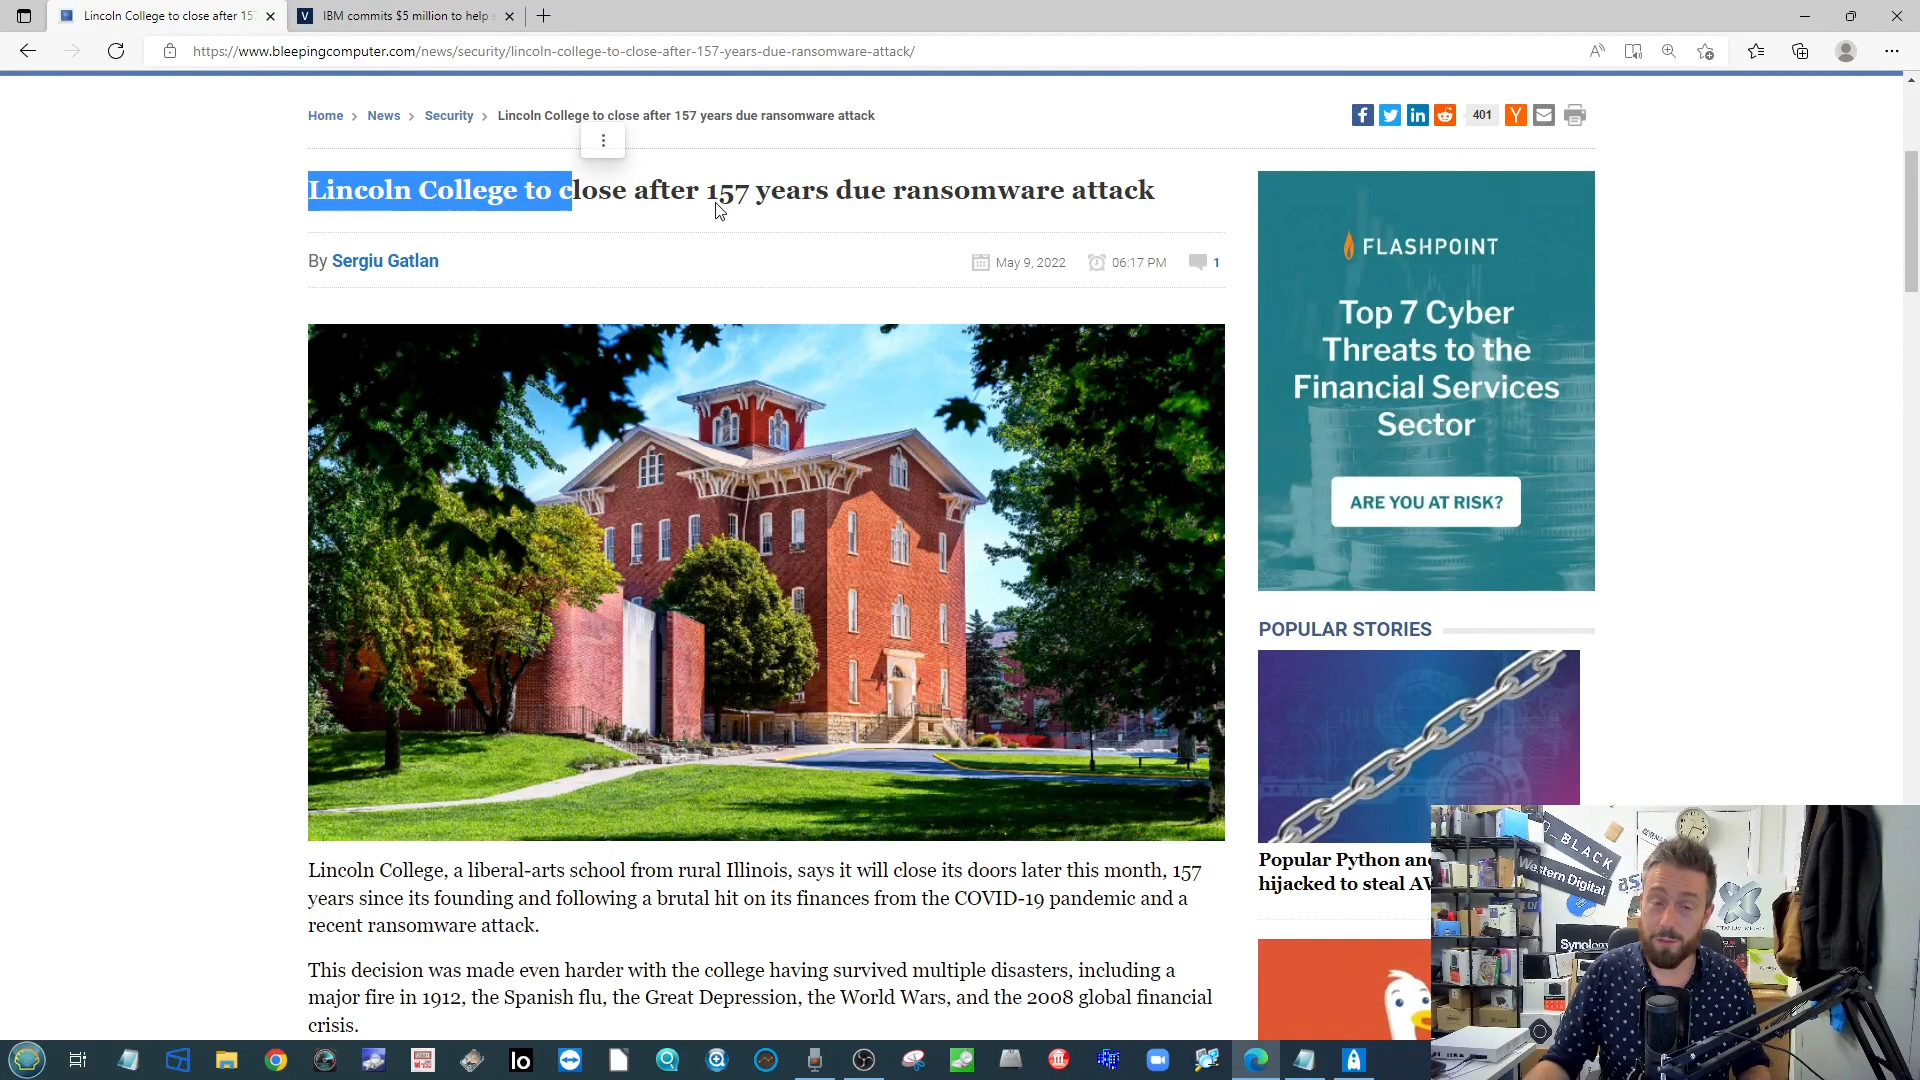 Lincoln College to close after 15
IBM commits $5 million to help s
https://www.bleepingcomputer.com/news/security/lincoln-college-to-close-after-157-years-due-ransomware-attack/
Home > News > Security > Lincoln College to close after 157 years due ransomware attack
401
Lincoln College to close after 157 years due ransomware attack
By Sergiu Gatlan
May 9, 2022
06:17 PM
1
FLASHPOINT
Top 7 Cyber
Threats to the
Financial Services
Sector
ARE YOU AT RISK?
POPULAR STORIES
Popular Python an
hijacked to steal A
Lincoln College, a liberal-arts school from rural Illinois, says it will close its doors later this month, 157
years since its founding and following a brutal hit on its finances from the COVID-19 pandemic and a
recent ransomware attack.
This decision was made even harder with the college having survived multiple disasters, including a
major fire in 1912, the Spanish flu, the Great Depression, the World Wars, and the 2008 global financial
crisis.
_BLACK
Western Digital
Synology